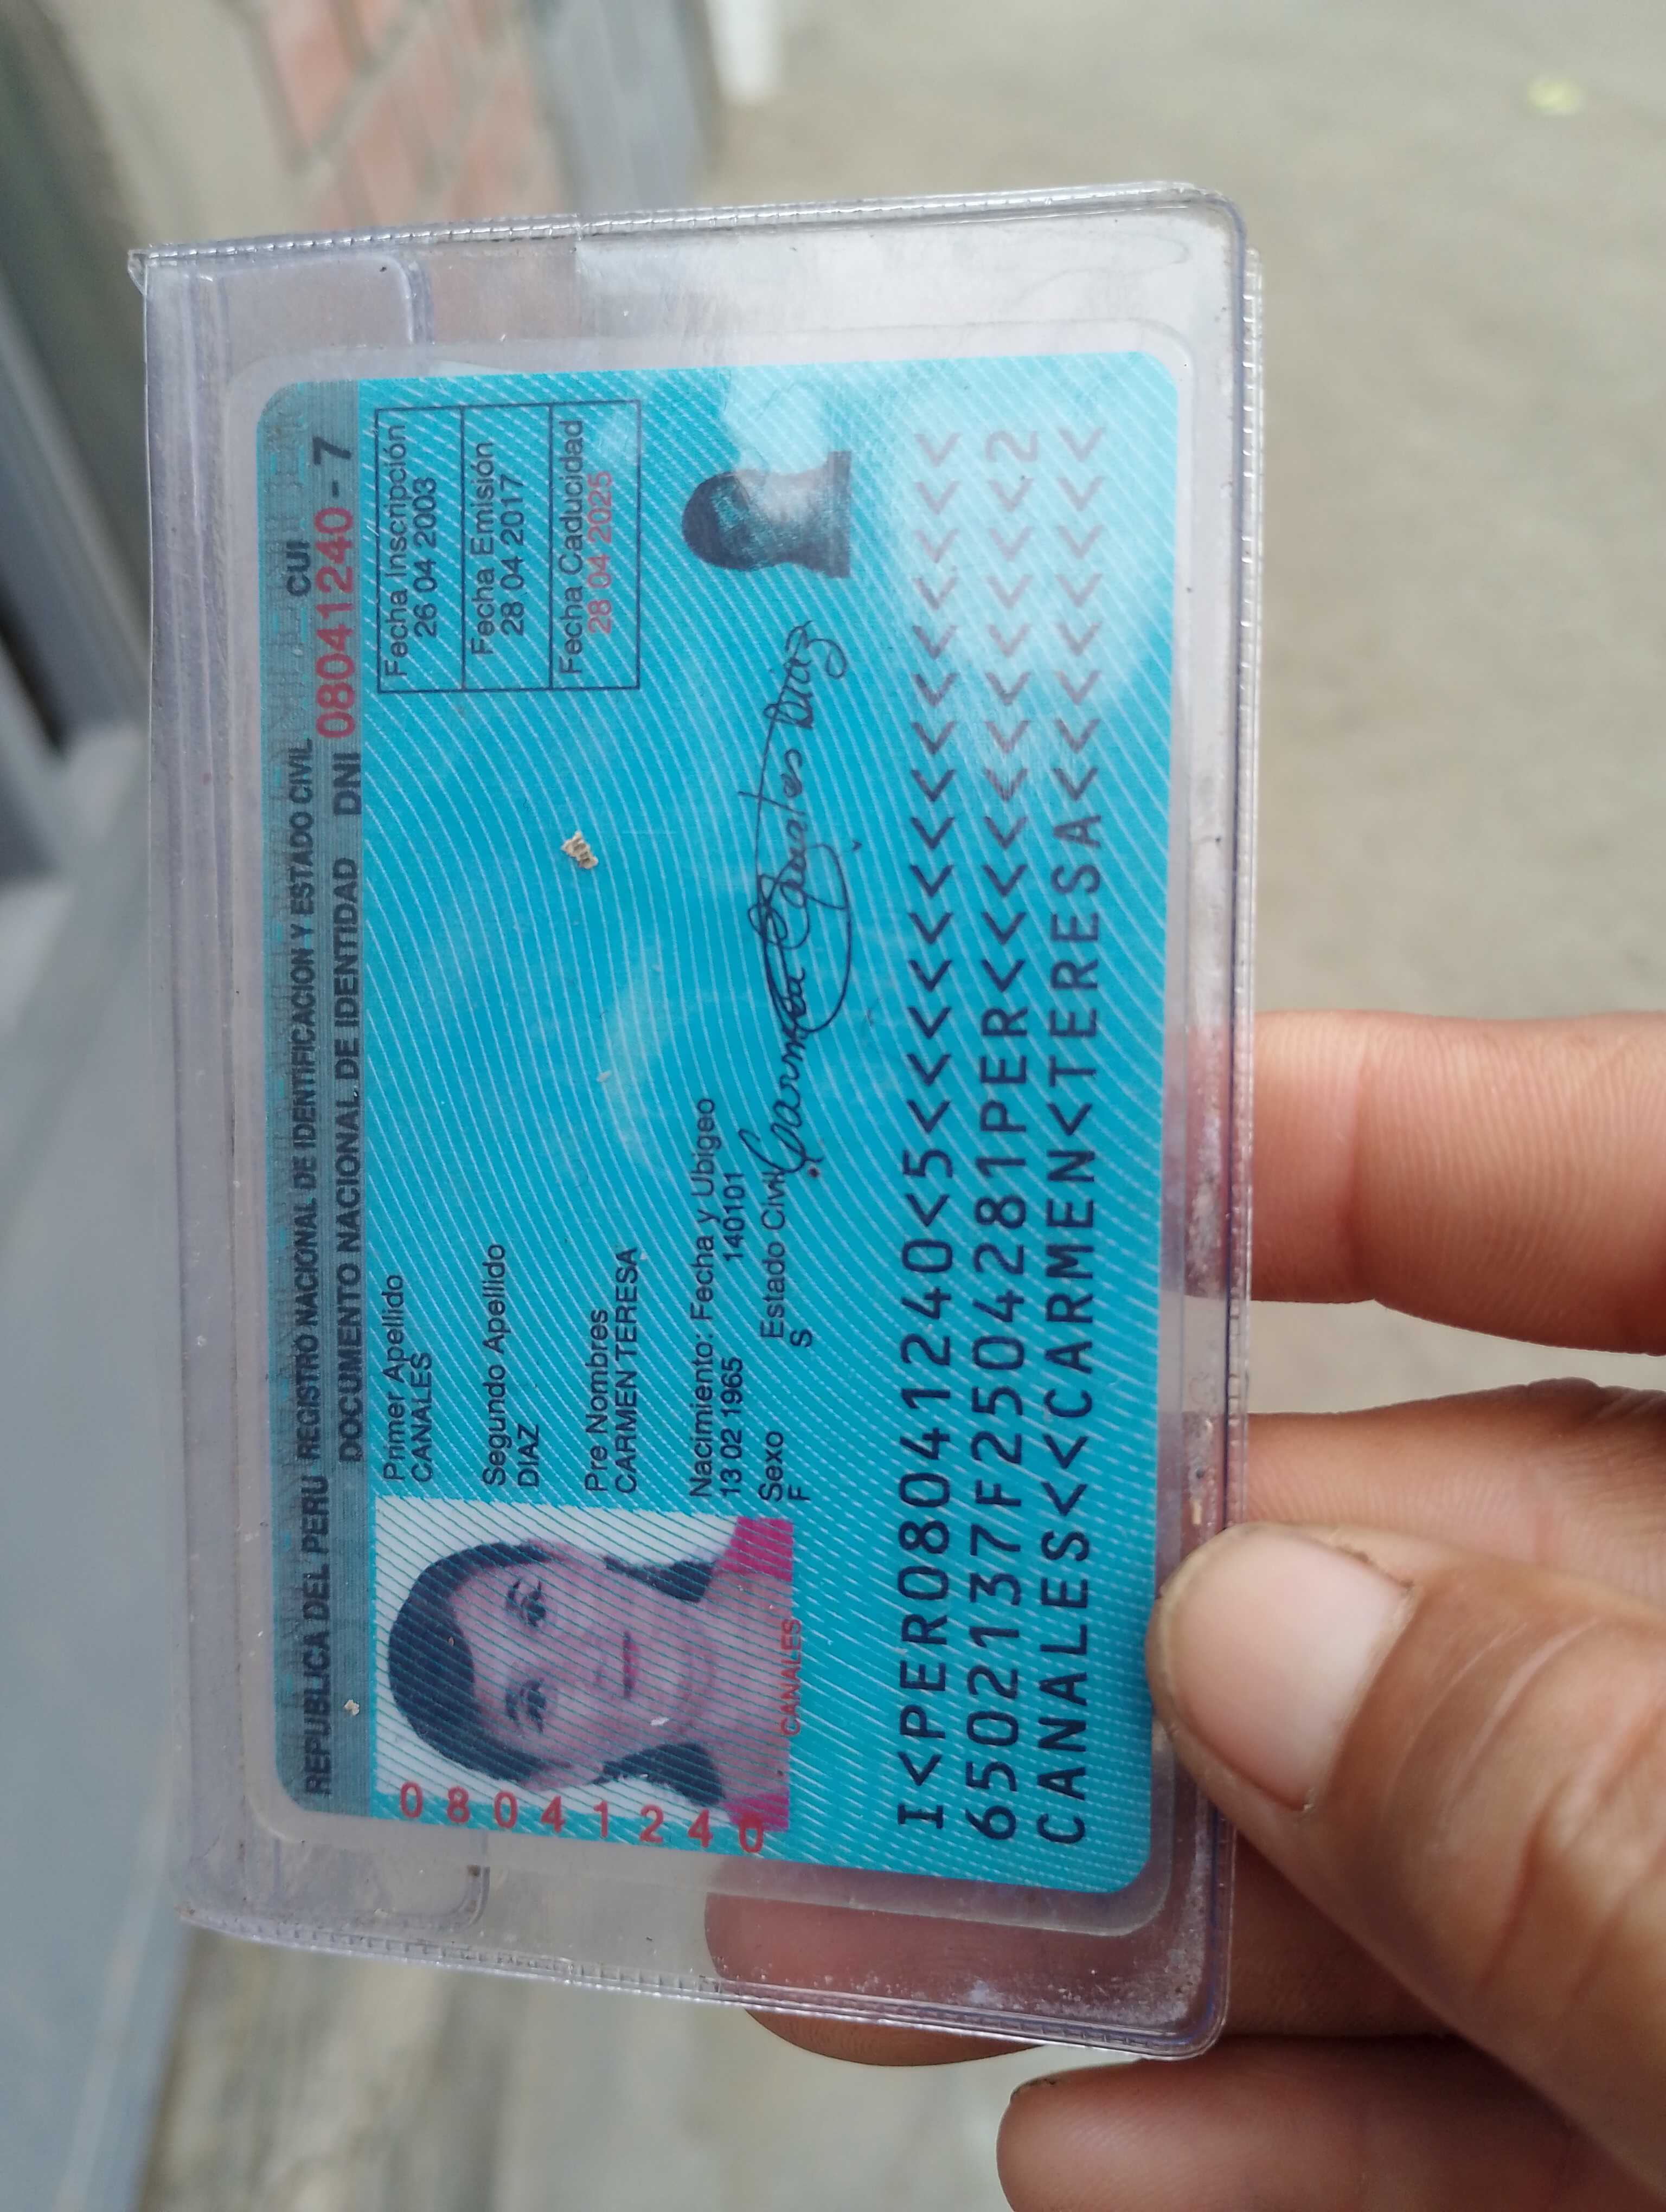 REPUBLICA DEL PERU REGISTRO NACIONAL DE IDENTIFICACION Y ESTADO CIVIL
CUI
DOCUMENTO NACIONAL DE IDENTIDAD DNI 08041240 - 7
Primer Apellido
CANALES
Segundo Apellido
DIAZ
Pre Nombres
CARMEN TERESA
Nacimiento: Fecha y Ubigeo
13 02 1965 140101
Sexo Estado Civil
F S
Fecha Inscripción
26 04 2003
Fecha Emisión
28 04 2017
Fecha Caducidad
28 04 2025
08041240
CANALES
Carmen Canales Diaz
I<PER08041240<5<<<<<<<<<<<<<<<
6502137F2504281PER<<<<<<<<<<<2
CANALES<<CARMEN<TERESA<<<<<<<<